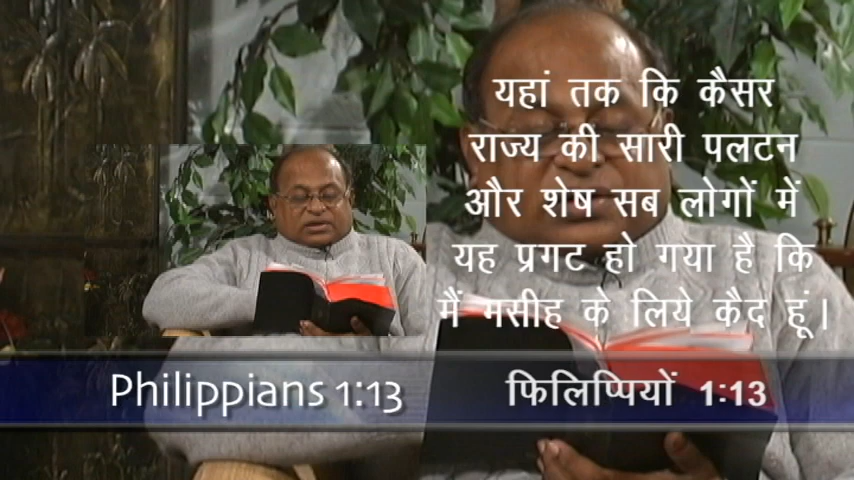 यहां तक कि कैसर
राज्य की सारी पलटन
और शेष सब लोगों में
यह प्रगट हो गया है कि
मैं मसीह के लिये कैद हूं।
Philippians 1:13
फिलिप्पियों 1:13